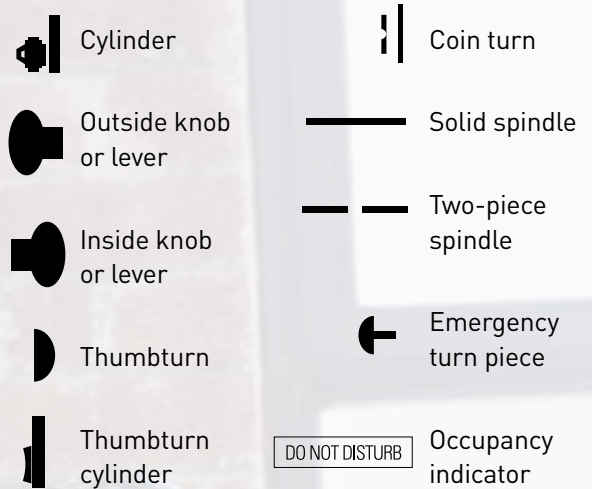 Cylinder
Outside knob
or lever
Inside knob
or lever
Thumbturn
Thumbturn
cylinder
Coin turn
Solid spindle
Two-piece
spindle
Emergency
turn piece
DO NOT DISTURB
Occupancy
indicator